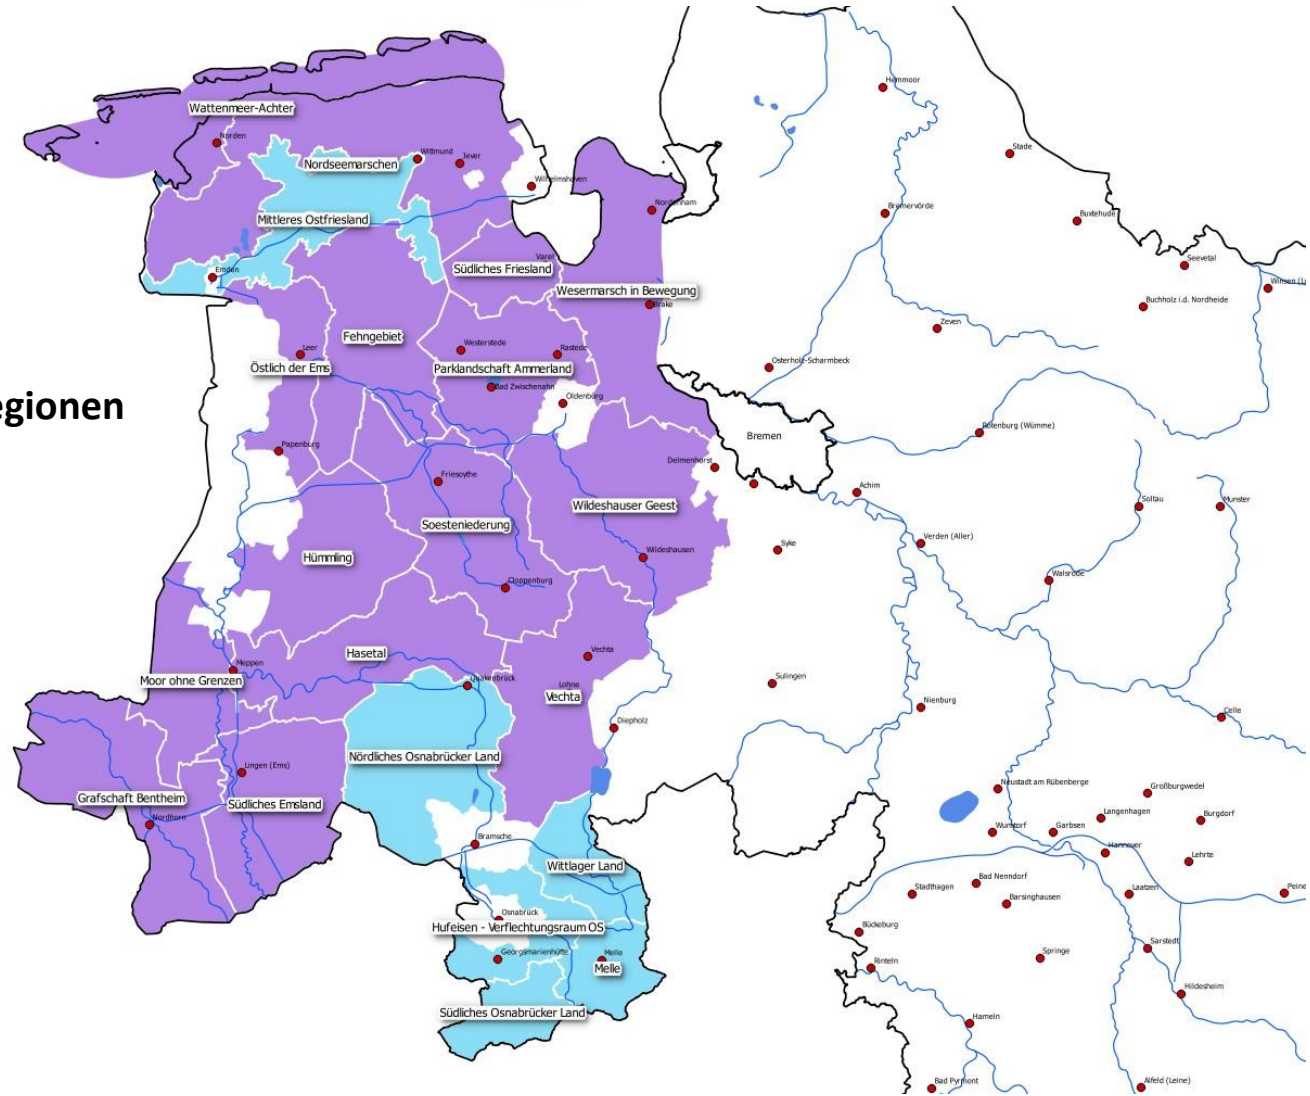 Hemmoor
Wattenmeer-Achter
Norden
Stade
Wittmund
Jever
Nordseemarschen
Wilhelmshaven
Nordenham
Bremervörde
Buxtehude
Mittleres Ostfriesland
Varel
Seevetal
Emden
Südliches Friesland
Wesermarsch in Bewegung
Brake
Buchholz i.d. Nordheide
Zeven
Fehngebiet
Westerstede
Rastede
Leer
Östlich der Ems
Parklandschaft Ammerland
Osterholz-Scharmbeck
Bad Zwischenahn
Oldenburg
egionen
Rotenburg (Wümme)
Bremen
Papenburg
Delmenhorst
Friesoythe
Achim
Wildeshauser Geest
Soltau
Munster
Soesteniederung
Verden (Aller)
Syke
Wildeshausen
Hümmling
Cloppenburg
Walsrode
Hasetal
Vechta
Meppen
Moor ohne Grenzen
Quakenbrück
Lohne
Vechta
Sulingen
Nienburg
Diepholz
Celle
Nördliches Osnabrücker Land
Lingen (Ems)
Grafschaft Bentheim
Südliches Emsland
Neustadt am Rübenberge
Großburgwedel
Nordhorn
Langenhagen
Burgdorf
Wunstorf
Garbsen
Bramsche
Hannover
Lehrte
Wittlager Land
Bad Nenndorf
Stadthagen
Barsinghausen
Laatzen
Peine
Osnabrück
Hufeisen - Verflechtungsraum OS
Bückeburg
Georgsmarienhütte
Melle
Melle
Springe
Sarstedt
Rinteln
Hildesheim
Südliches Osnabrücker Land
Hameln
Bad Pyrmont
Alfeld (Leine)